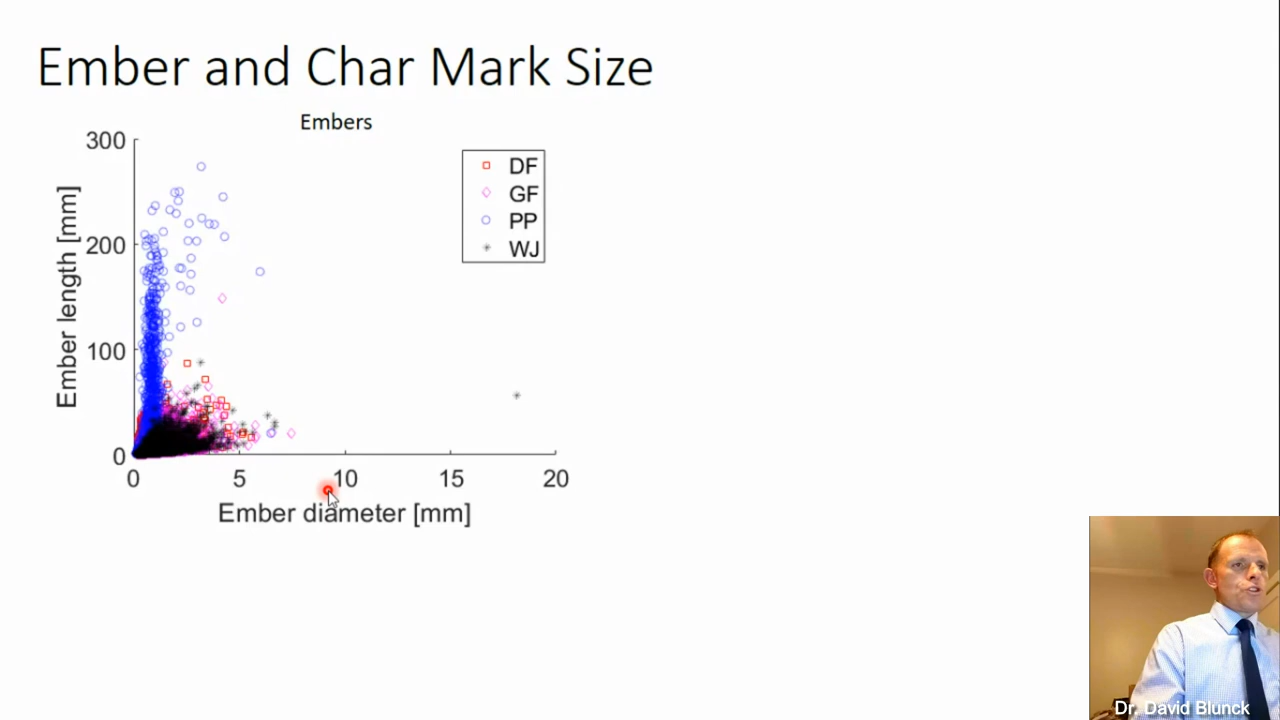 Ember and Char Mark Size
Embers
300
200
100
0
Ember length [mm]
DF
GF
PP
WJ
0 5 10 15 20
Ember diameter [mm]
Dr. David Blunck